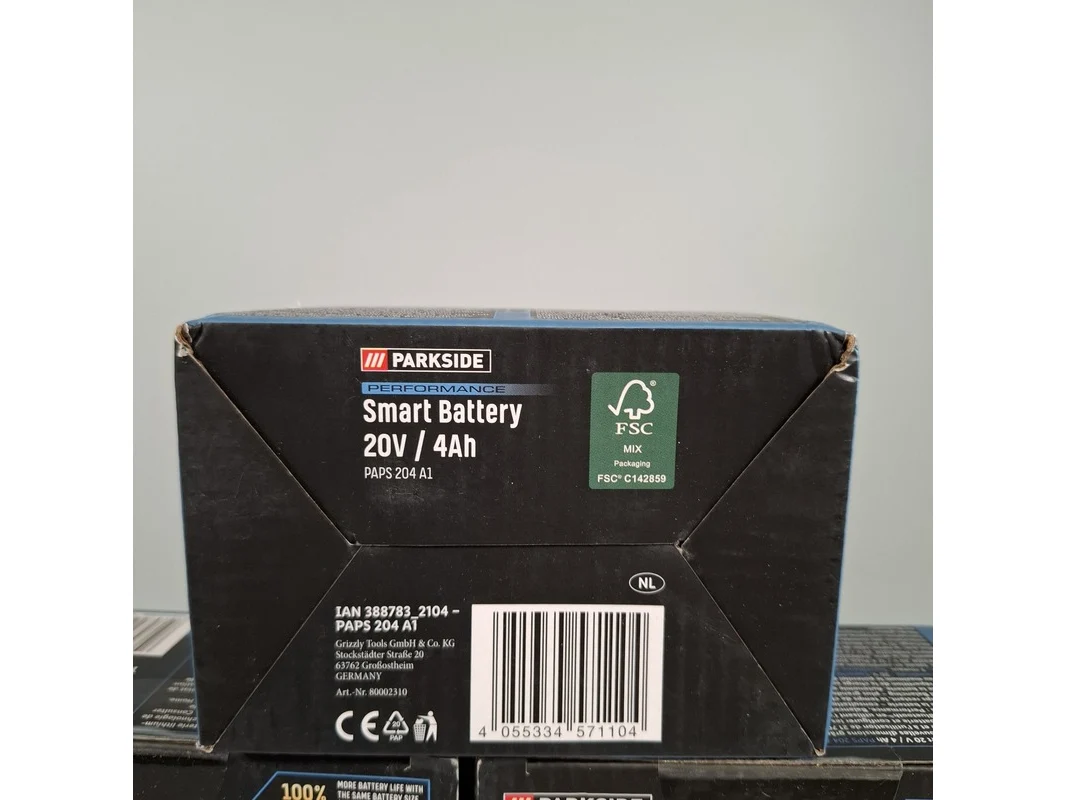 PARKSIDE
PERFORMANCE
Smart Battery
20V / 4Ah
PAPS 204 A1
FSC®
MIX
Packaging
FSC® C142859
NL
IAN 388783_2104 –
PAPS 204 A1
Grizzly Tools GmbH & Co. KG
Stockstädter Straße 20
63762 Großostheim
GERMANY
Art.-Nr. 80002310
CE
20
PAP
4 055334 571104
100%
MORE BATTERY LIFE WITH
THE SAME BATTERY SIZE
PARKSIDE